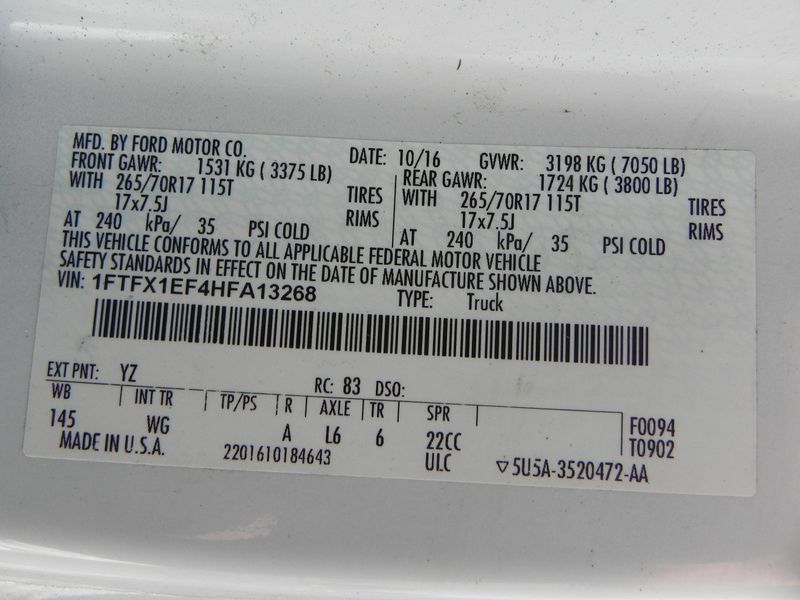 MFD. BY FORD MOTOR CO. DATE: 10/16 GVWR: 3198 KG ( 7050 LB)
FRONT GAWR: 1531 KG ( 3375 LB) REAR GAWR: 1724 KG ( 3800 LB)
WITH 265/70R17 115T TIRES WITH 265/70R17 115T TIRES
17x7.5J RIMS 17x7.5J RIMS
AT 240 kPa/ 35 PSI COLD AT 240 kPa/ 35 PSI COLD
THIS VEHICLE CONFORMS TO ALL APPLICABLE FEDERAL MOTOR VEHICLE
SAFETY STANDARDS IN EFFECT ON THE DATE OF MANUFACTURE SHOWN ABOVE.
VIN: 1FTFX1EF4HFA13268 TYPE: Truck
EXT PNT: YZ RC: 83 DSO:
WB INT TR TP/PS R AXLE TR SPR
145 WG A L6 6 22CC F0094
MADE IN U.S.A. 2201610184643 ULC T0902
▽5U5A-3520472-AA